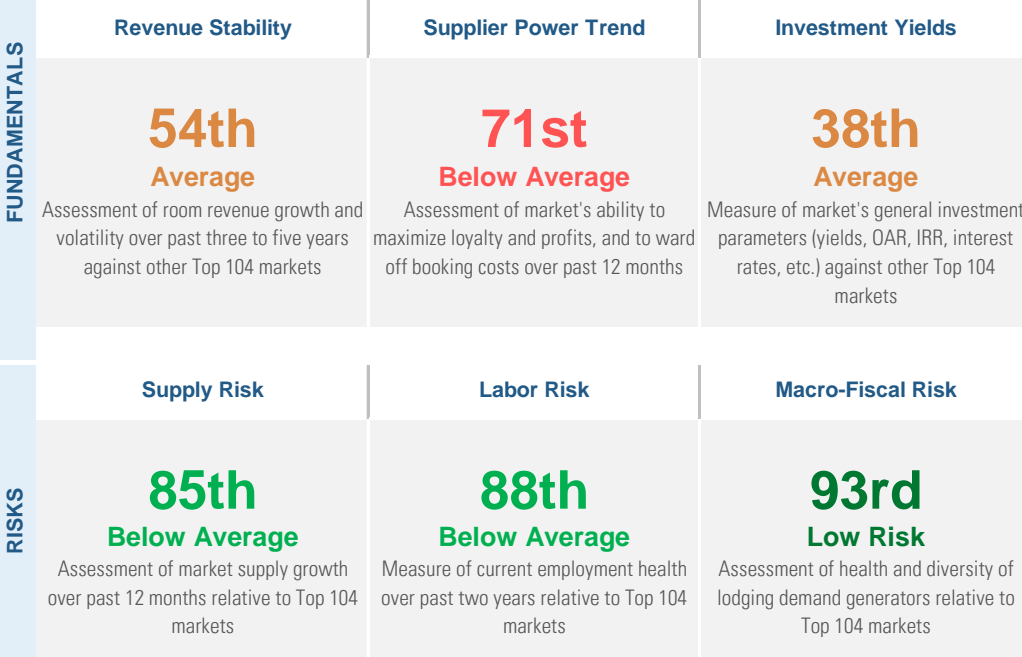 FUNDAMENTALS
Revenue Stability
54th
Average
Assessment of room revenue growth and
volatility over past three to five years
against other Top 104 markets
Supplier Power Trend
71st
Below Average
Assessment of market's ability to
maximize loyalty and profits, and to ward
off booking costs over past 12 months
Investment Yields
38th
Average
Measure of market's general investment
parameters (yields, OAR, IRR, interest
rates, etc.) against other Top 104
markets
RISKS
Supply Risk
85th
Below Average
Assessment of market supply growth
over past 12 months relative to Top 104
markets
Labor Risk
88th
Below Average
Measure of current employment health
over past two years relative to Top 104
markets
Macro-Fiscal Risk
93rd
Low Risk
Assessment of health and diversity of
lodging demand generators relative to
Top 104 markets